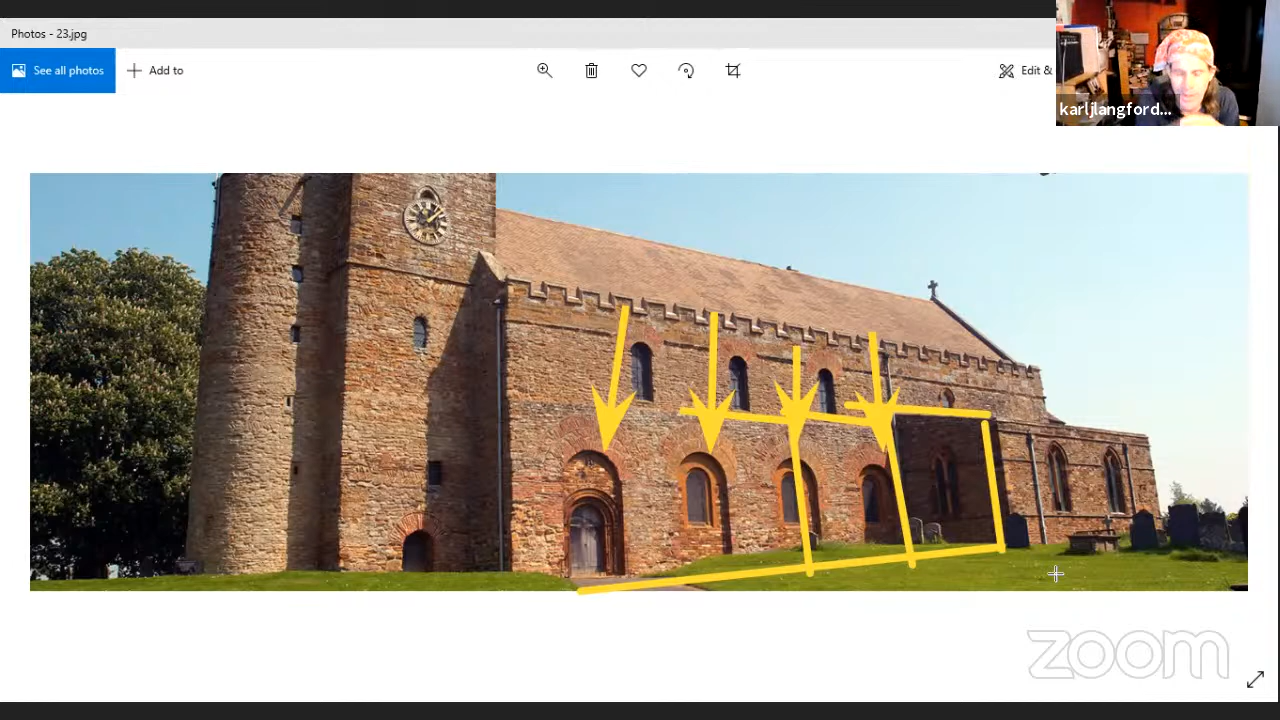 Photos - 23.jpg
See all photos
Add to
Edit &
karljlangford...
zoom